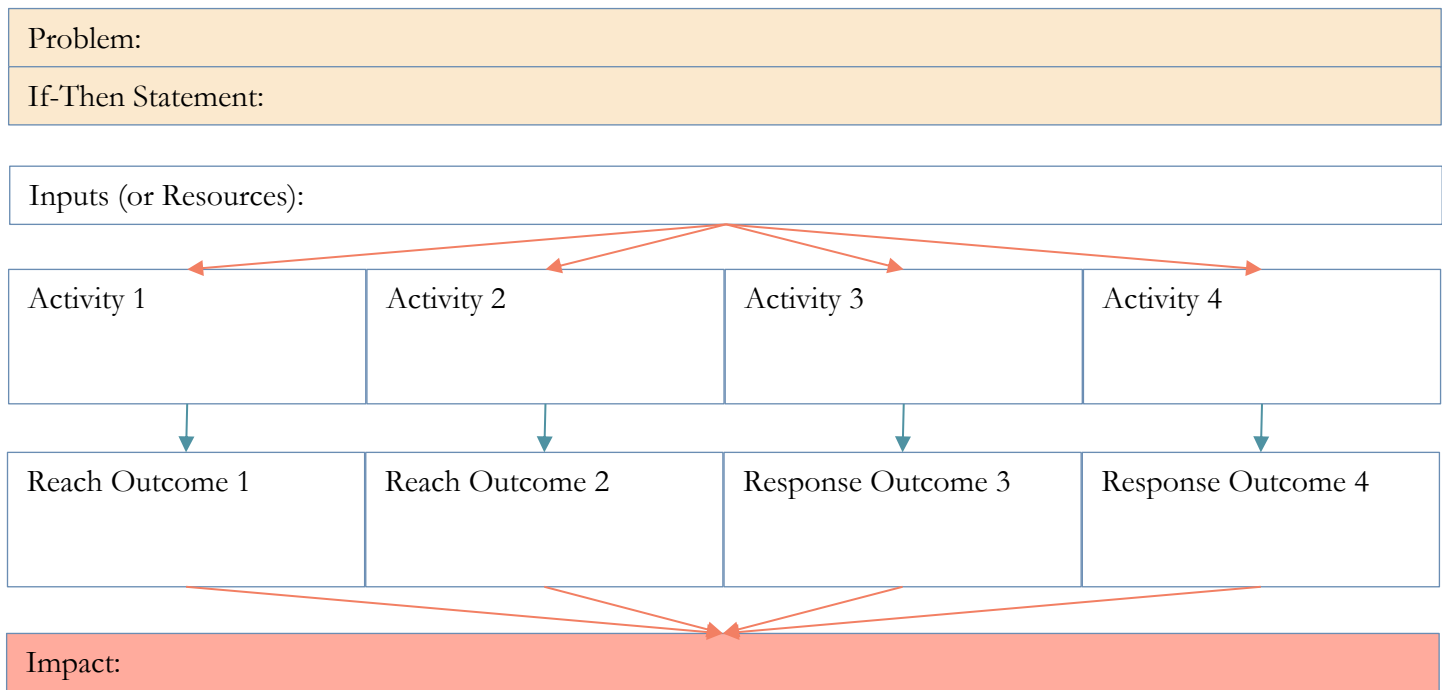 Problem:
If-Then Statement:
Inputs (or Resources):
Activity 1
Activity 2
Activity 3
Activity 4
Reach Outcome 1
Reach Outcome 2
Response Outcome 3
Response Outcome 4
Impact: